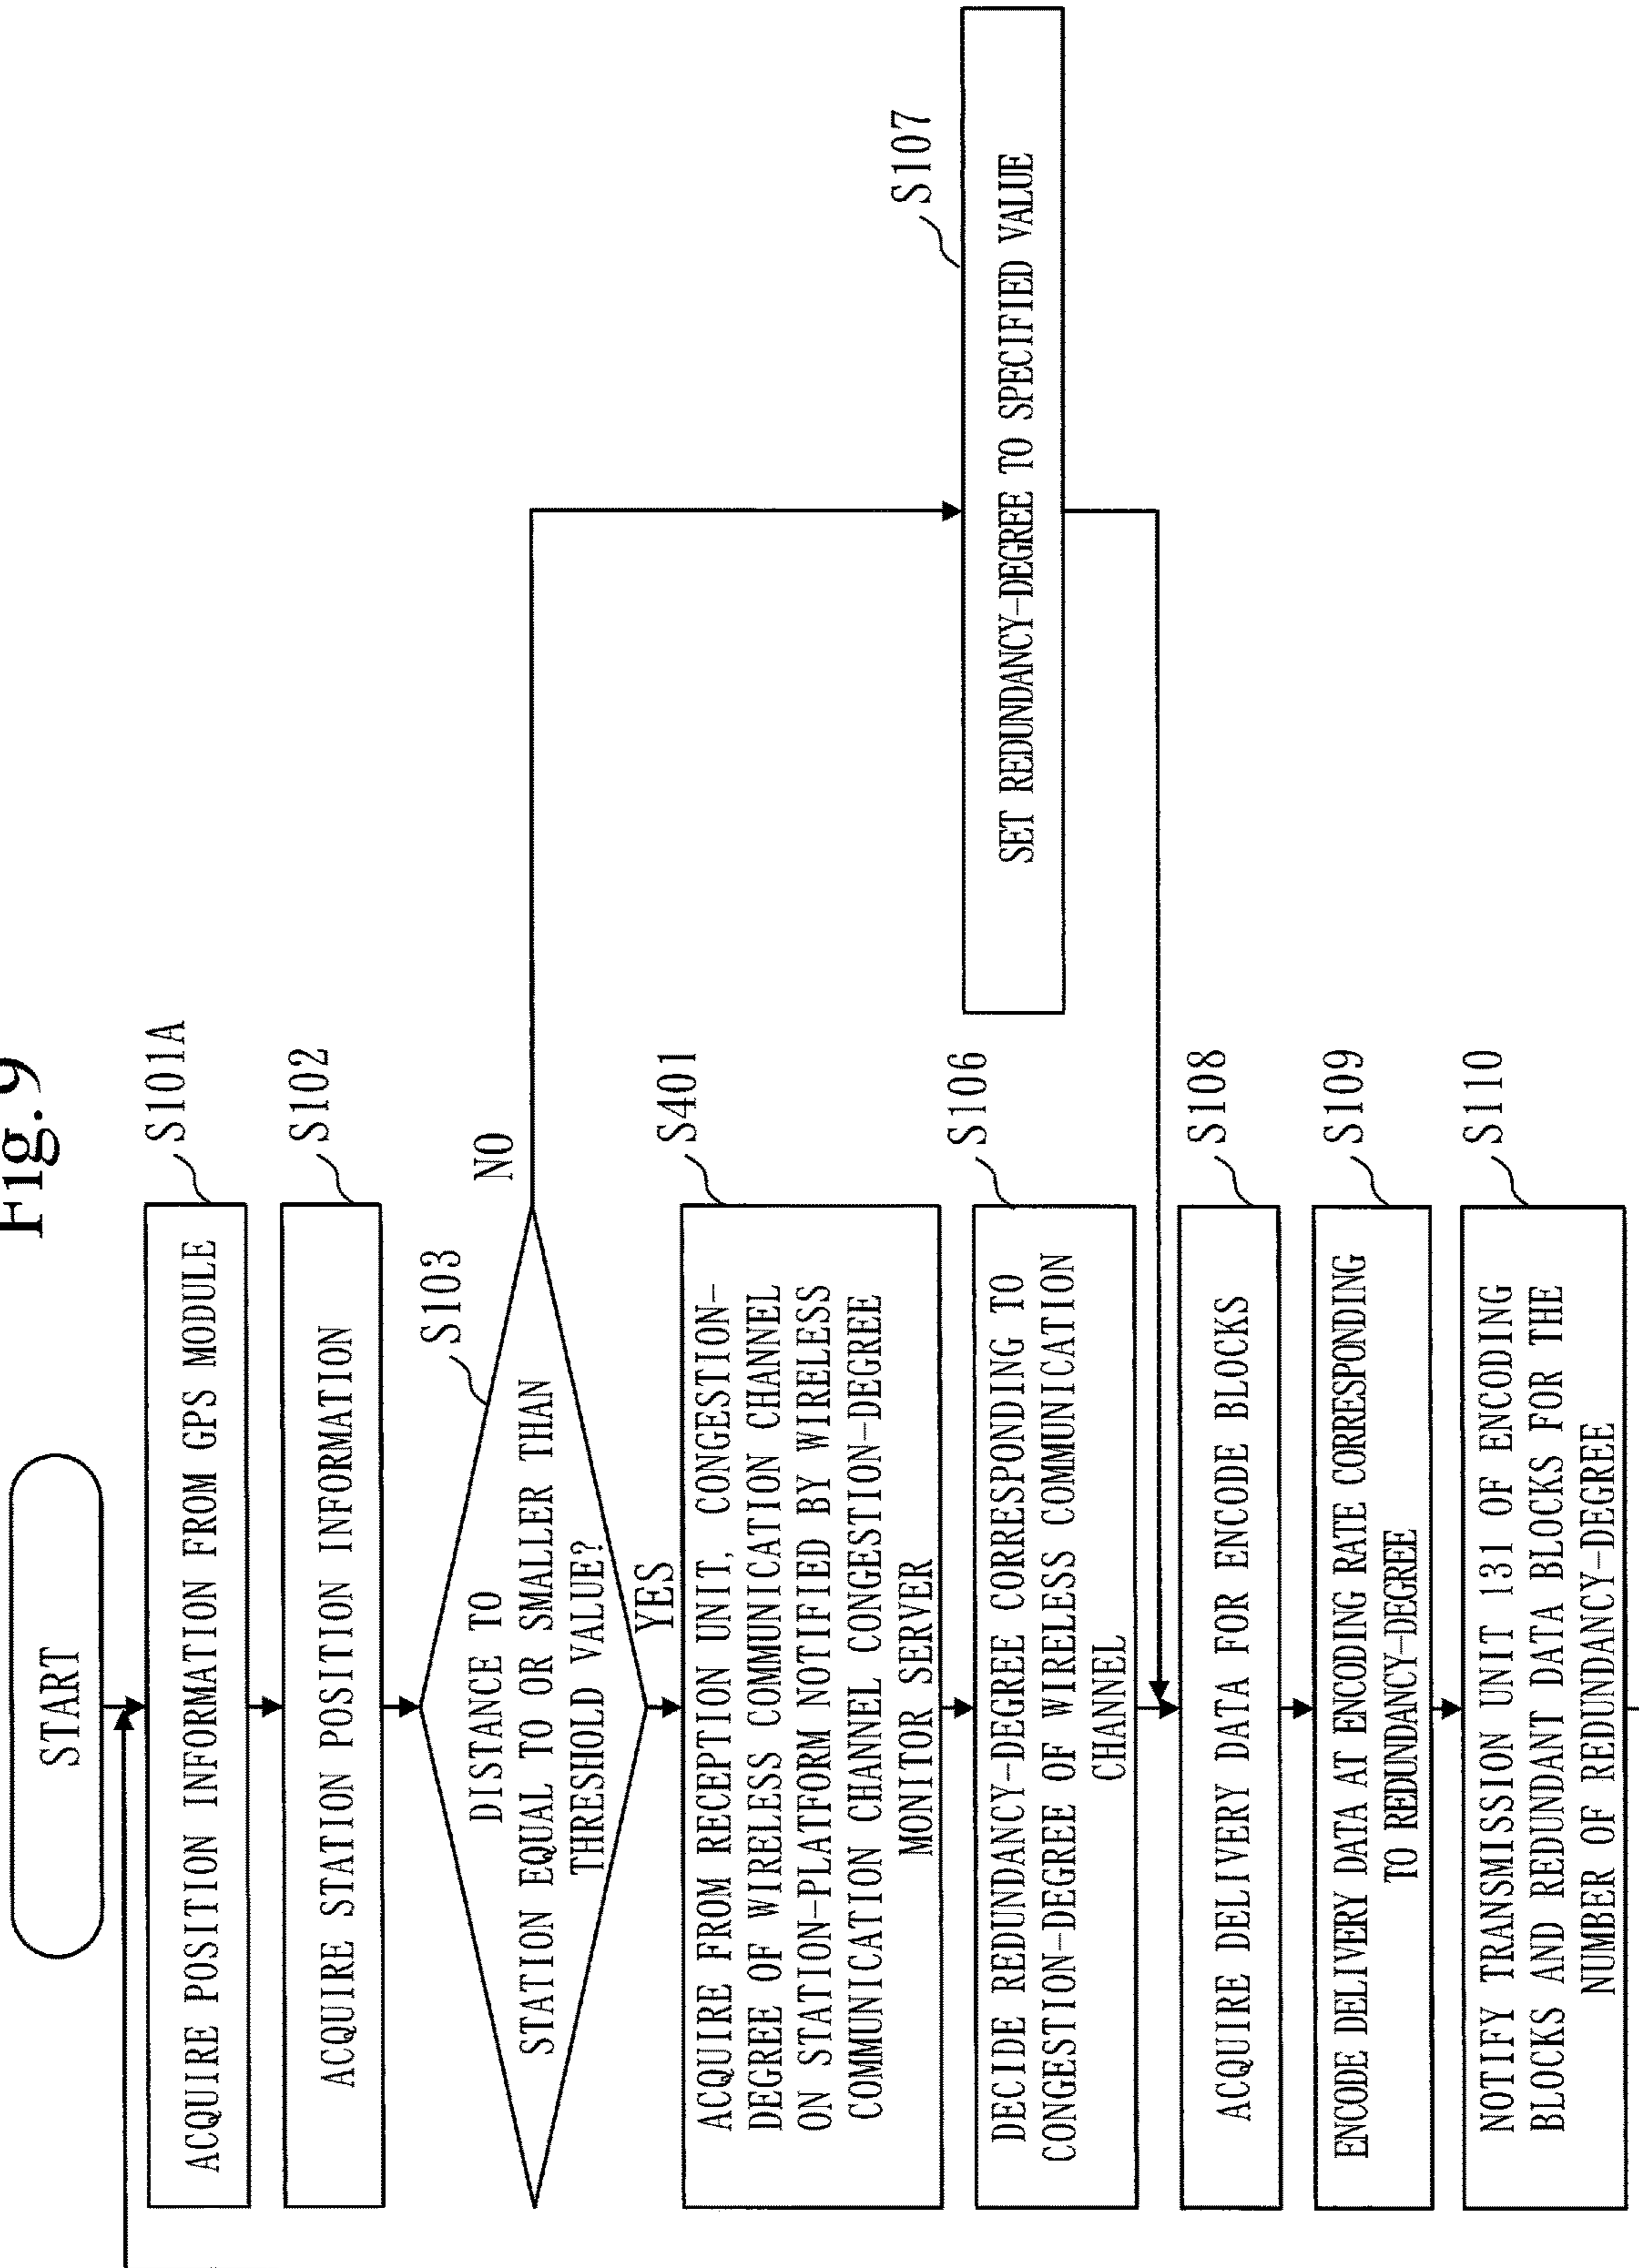 Fig. 9
START
S101A
ACQUIRE POSITION INFORMATION FROM GPS MODULE
S102
ACQUIRE STATION POSITION INFORMATION
S103
DISTANCE TO
STATION EQUAL TO OR SMALLER THAN
THRESHOLD VALUE?
NO
YES
S401
ACQUIRE FROM RECEPTION UNIT, CONGESTION-
DEGREE OF WIRELESS COMMUNICATION CHANNEL
ON STATION-PLATFORM NOTIFIED BY WIRELESS
COMMUNICATION CHANNEL CONGESTION-DEGREE
MONITOR SERVER
S106
DECIDE REDUNDANCY-DEGREE CORRESPONDING TO
CONGESTION-DEGREE OF WIRELESS COMMUNICATION
CHANNEL
S107
SET REDUNDANCY-DEGREE TO SPECIFIED VALUE
S108
ACQUIRE DELIVERY DATA FOR ENCODE BLOCKS
S109
ENCODE DELIVERY DATA AT ENCODING RATE CORRESPONDING
TO REDUNDANCY-DEGREE
S110
NOTIFY TRANSMISSION UNIT 131 OF ENCODING
BLOCKS AND REDUNDANT DATA BLOCKS FOR THE
NUMBER OF REDUNDANCY-DEGREE